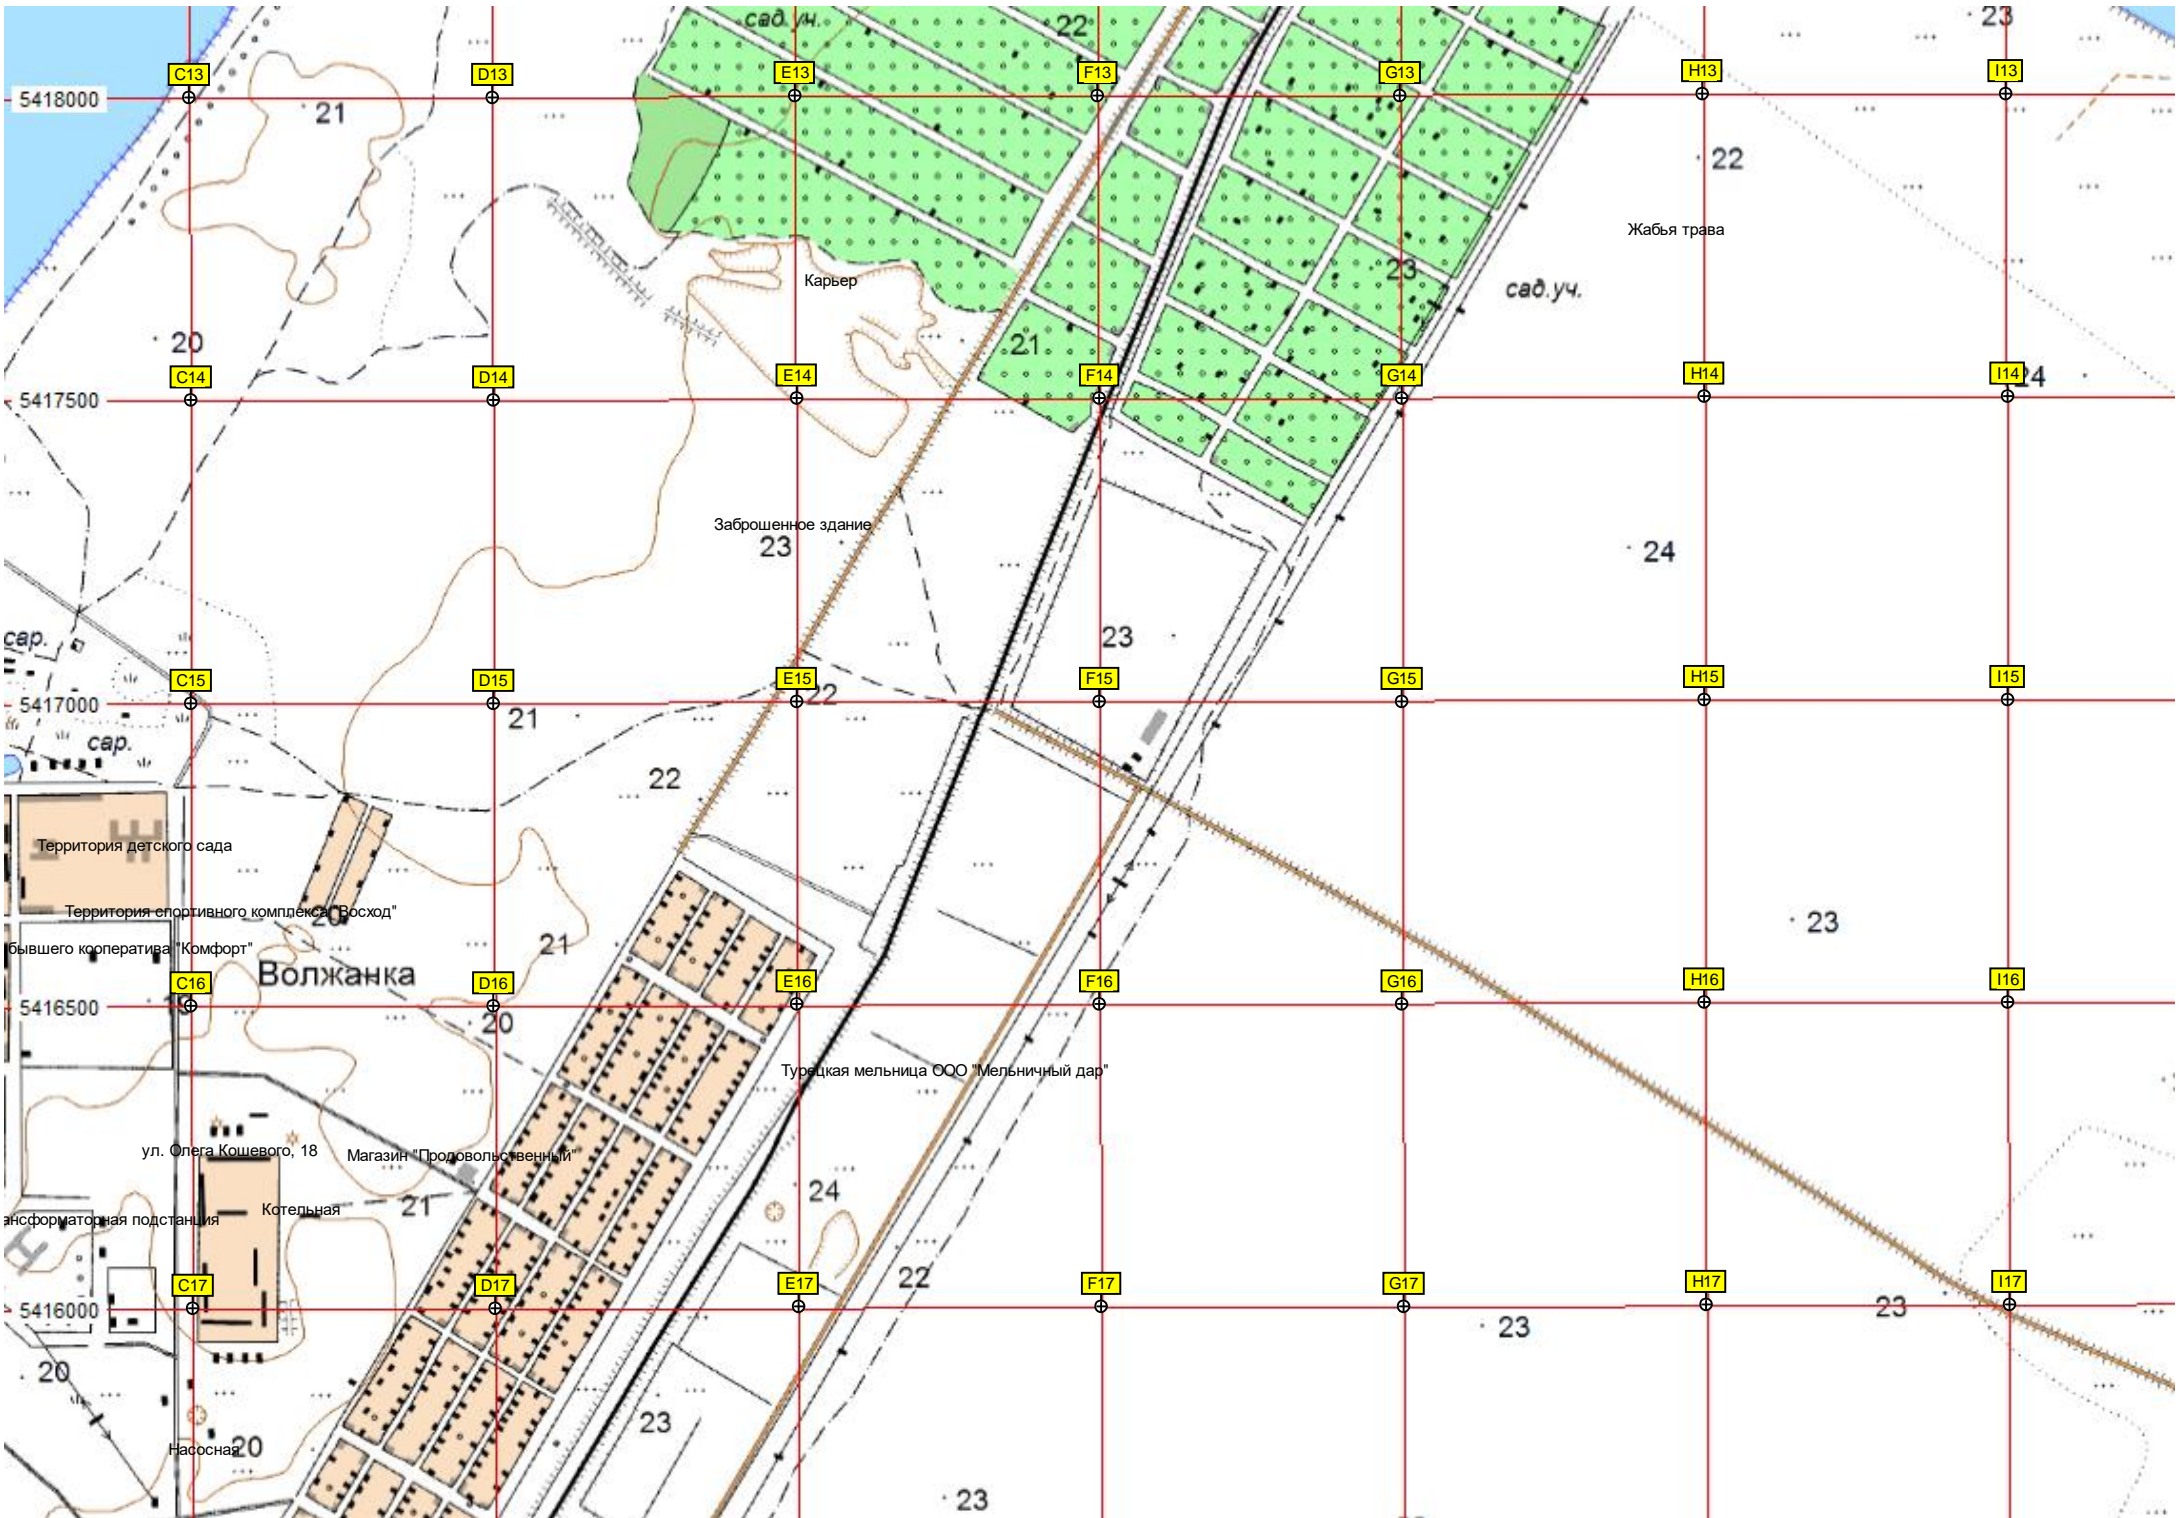 сад.уч.
22
23
C13
D13
E13
F13
G13
H13
I13
5418000
21
22
Жабья трава
23
сад.уч.
Карьер
20
21
C14
D14
E14
F14
G14
H14
I14
24
5417500
Заброшенное здание
23
24
сар.
23
C15
D15
E15
F15
G15
H15
I15
22
5417000
21
сар.
22
Территория детского сада
Территория спортивного комплекса "Восход"
20
23
бывшего кооператива "Комфорт"
21
Волжанка
C16
D16
E16
F16
G16
H16
I16
5416500
20
Турецкая мельница ООО "Мельничный дар"
ул. Олега Кошевого, 18
Магазин "Продовольственный"
24
21
Котельная
ансформаторная подстанция
22
C17
D17
E17
F17
G17
H17
I17
5416000
23
23
20
23
Насосная
20
23